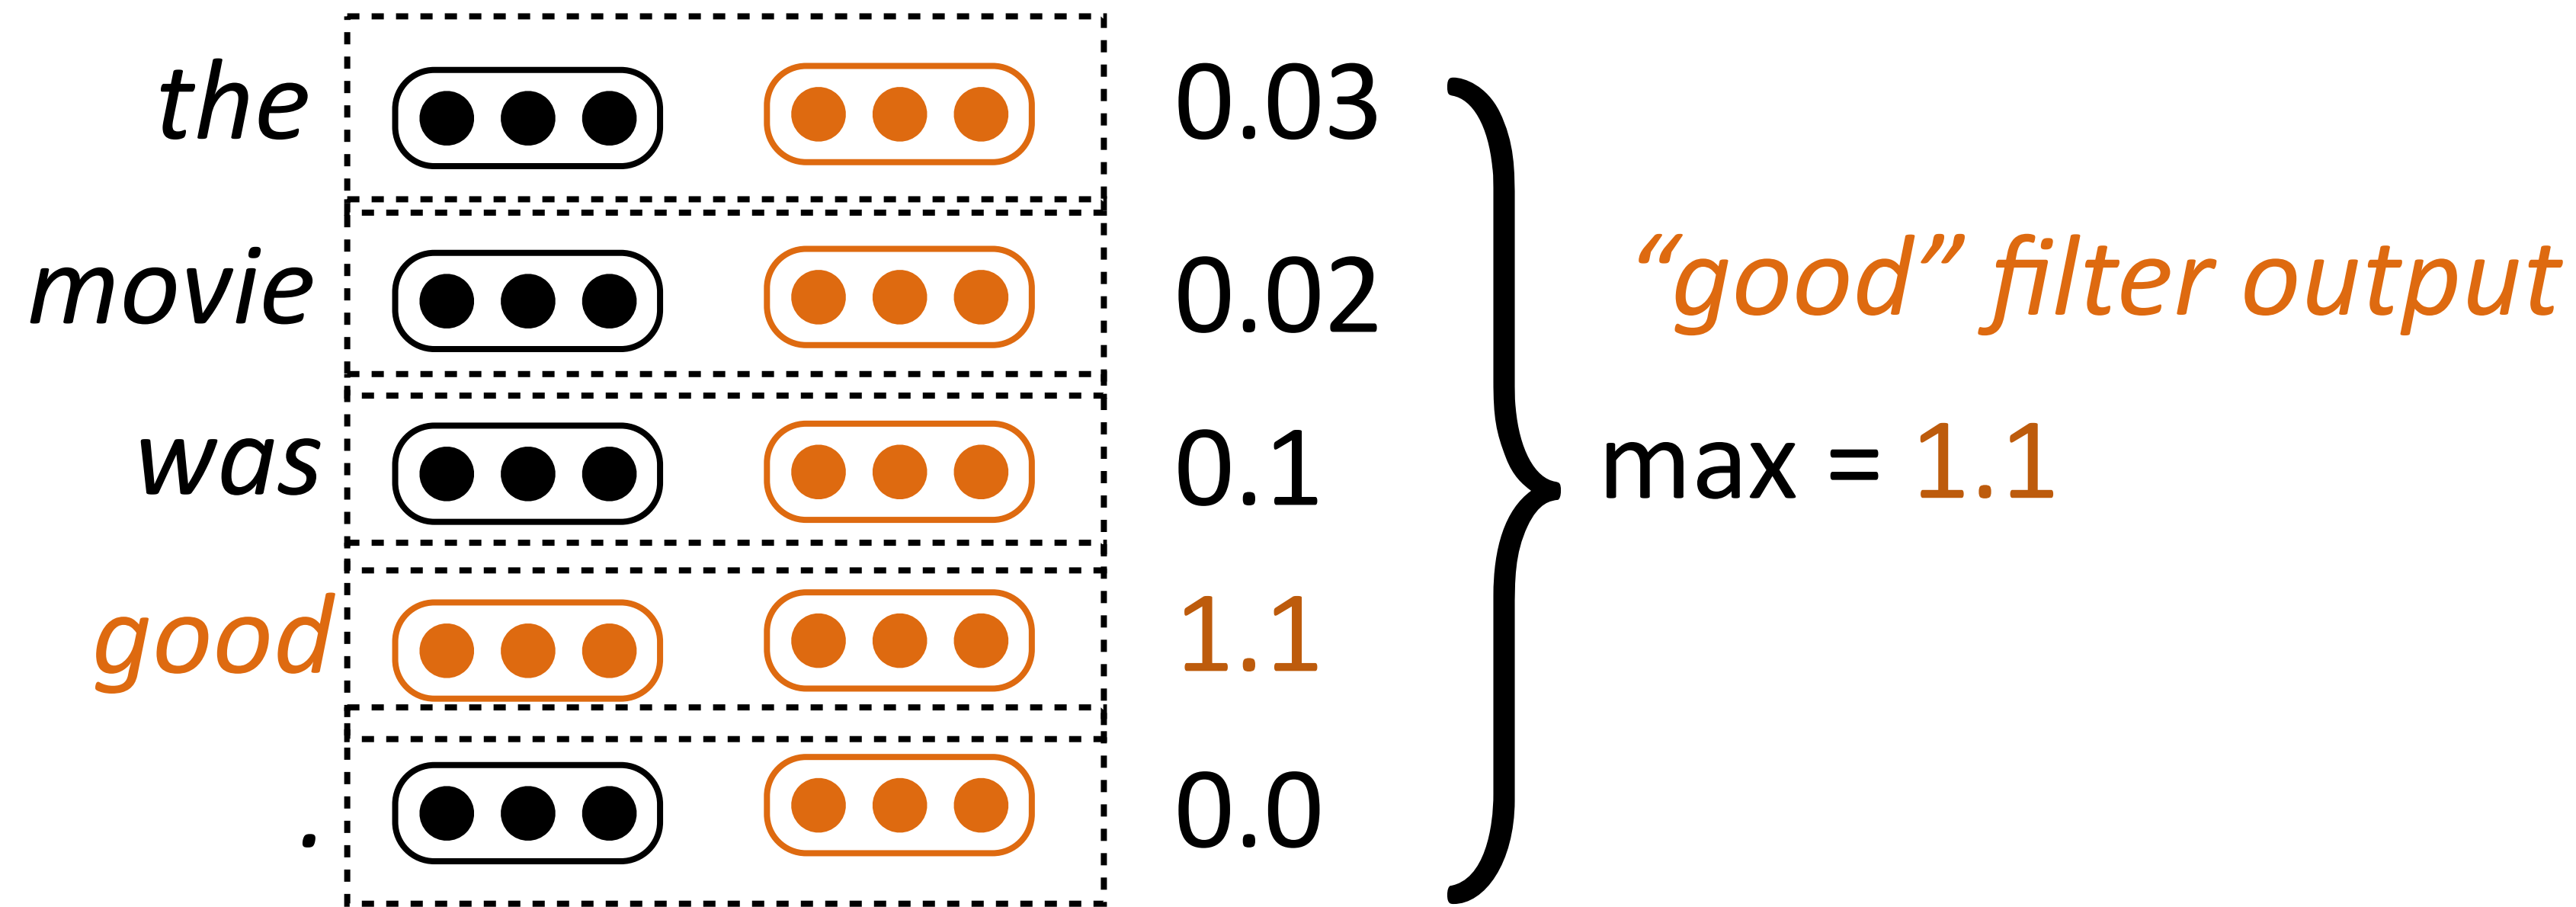 the 0.03
movie 0.02 “good” filter output
was 0.1 max = 1.1
good 1.1
. 0.0